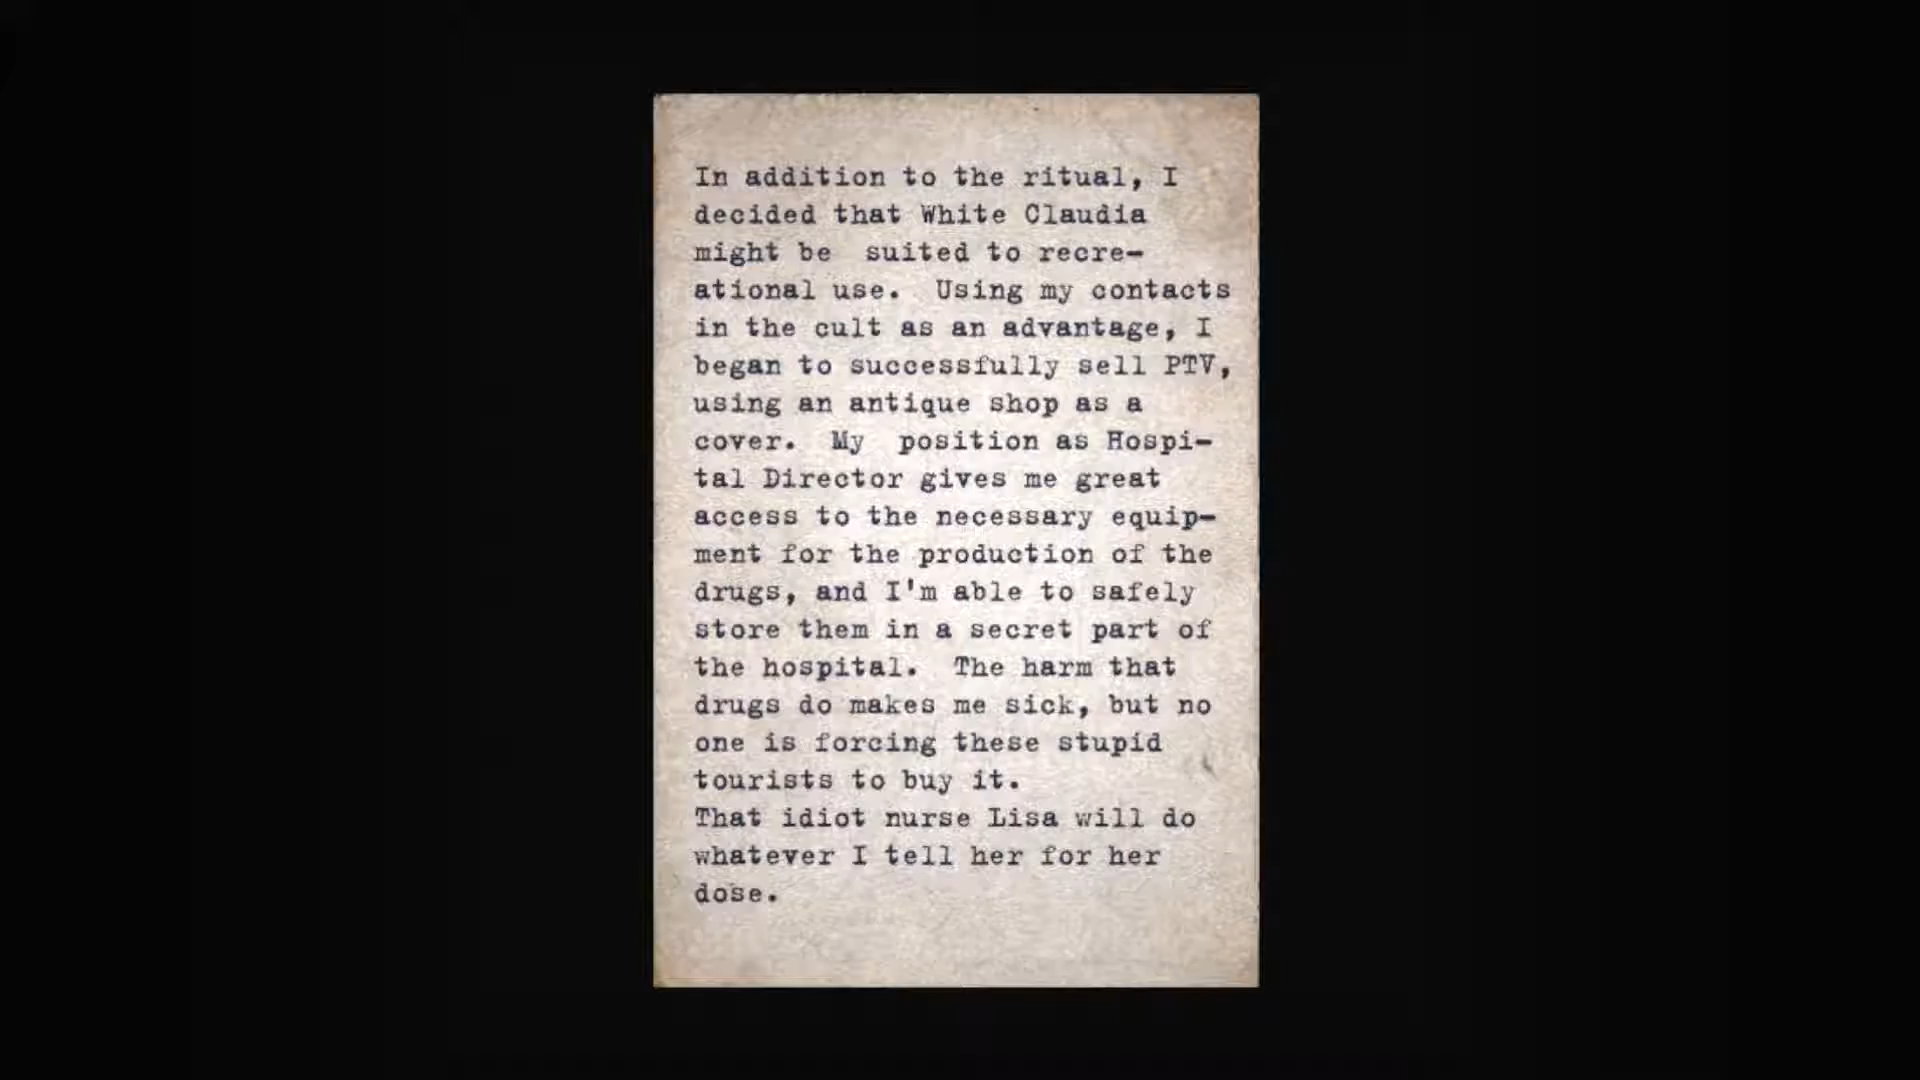 In addition to the ritual, I
decided that White Claudia
might be  suited to recre-
ational use.  Using my contacts
in the cult as an advantage, I
began to successfully sell PTV,
using an antique shop as a
cover.  My  position as Hospi-
tal Director gives me great
access to the necessary equip-
ment for the production of the
drugs, and I'm able to safely
store them in a secret part of
the hospital.  The harm that
drugs do makes me sick, but no
one is forcing these stupid
tourists to buy it.
That idiot nurse Lisa will do
whatever I tell her for her
dose.